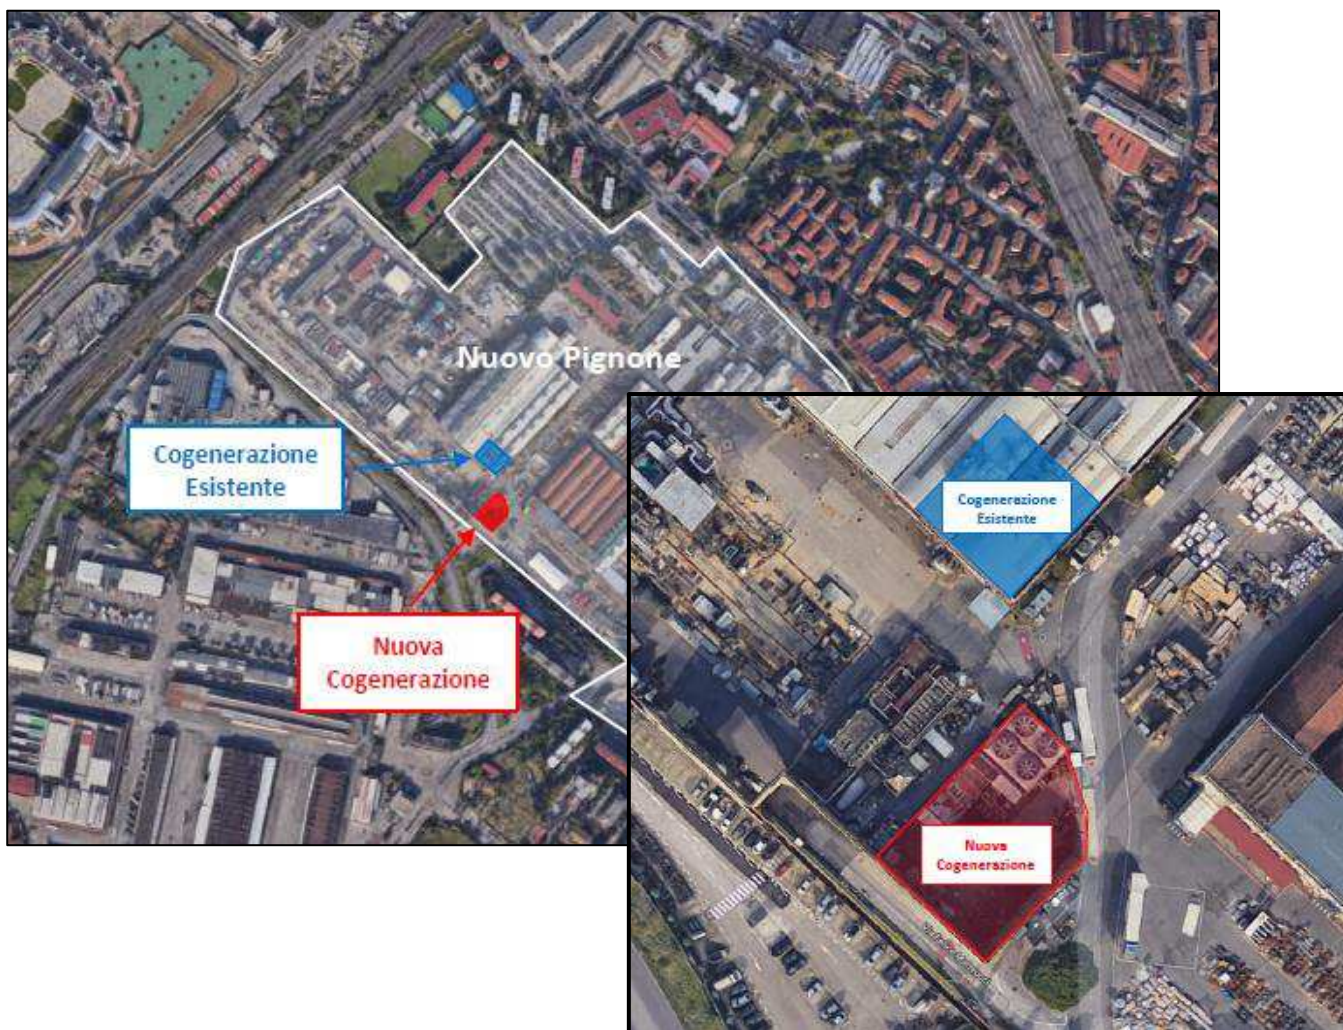 Nuovo Pignone
Cogenerazione
Esistente
Nuova
Cogenerazione
Cogenerazione
Esistente
Nuova
Cogenerazione